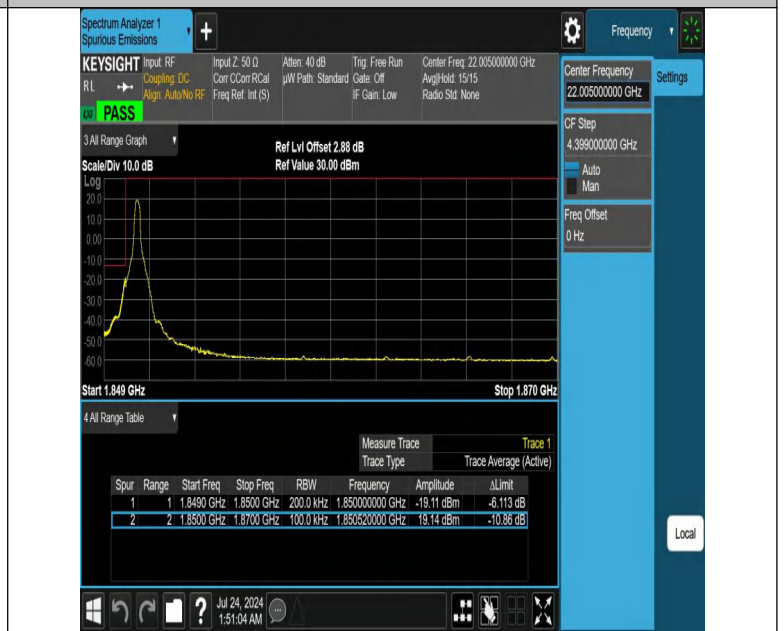 Spectrum Analyzer 1
Spurious Emissions
+
Frequency
KEYSIGHT
RL
PASS
Input: RF
Coupling: DC
Align: Auto/No RF
Input Z: 50 Ω
Corr CCorr RCal
Freq Ref: Int (S)
Atten: 40 dB
µW Path: Standard
Trig: Free Run
Gate: Off
IF Gain: Low
Center Freq: 22.005000000 GHz
Avg|Hold: 15/15
Radio Std: None
3 All Range Graph
Scale/Div 10.0 dB
Ref Lvl Offset 2.88 dB
Ref Value 30.00 dBm
Log
20.0
10.0
0.00
-10.0
-20.0
-30.0
-40.0
-50.0
-60.0
Start 1.849 GHz
Stop 1.870 GHz
4 All Range Table
Measure Trace Trace 1
Trace Type Trace Average (Active)
Spur Range Start Freq Stop Freq RBW Frequency Amplitude ΔLimit
1 1 1.8490 GHz 1.8500 GHz 200.0 kHz 1.850000000 GHz -19.11 dBm -6.113 dB
2 2 1.8500 GHz 1.8700 GHz 100.0 kHz 1.850520000 GHz 19.14 dBm -10.86 dB
Center Frequency
22.005000000 GHz
Settings
CF Step
4.399000000 GHz
Auto
Man
Freq Offset
0 Hz
Local
?
Jul 24, 2024
1:51:04 AM